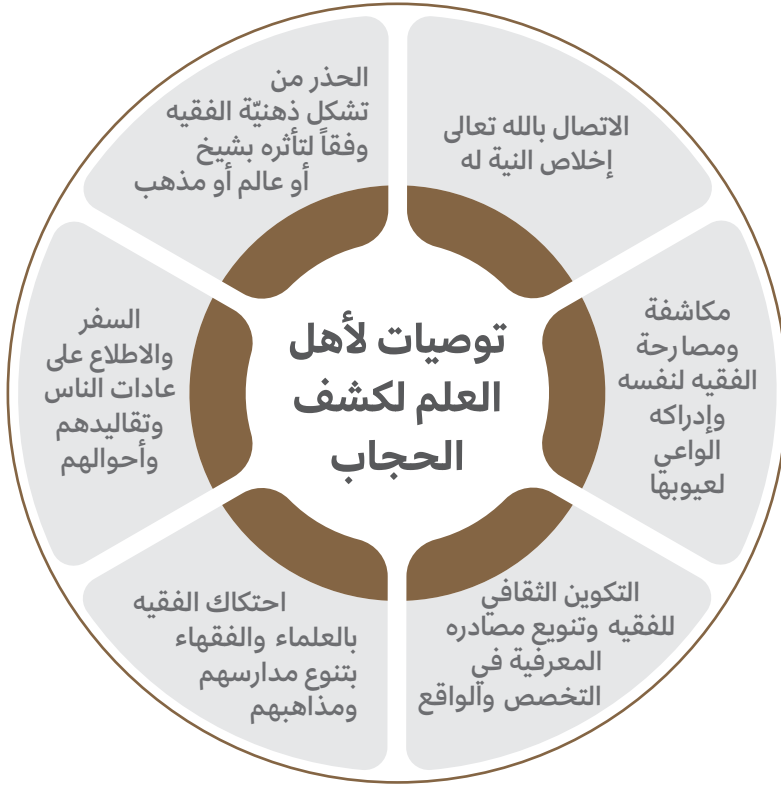 توصيات لأهل
العلم لكشف
الحجاب
الاتصال بالله تعالى
إخلاص النية له
مكاشفة
ومصارحة
الفقيه لنفسه
وإدراكه
الواعي
لعيوبها
التكوين الثقافي
للفقيه وتنويع مصادره
المعرفية في
التخصص والواقع
احتكاك الفقيه
بالعلماء والفقهاء
بتنوع مدارسهم
ومذاهبهم
السفر
والاطلاع على
عادات الناس
وتقاليدهم
وأحوالهم
الحذر من
تشكل ذهنيّة الفقيه
وفقاً لتأثره بشيخ
أو عالم أو مذهب